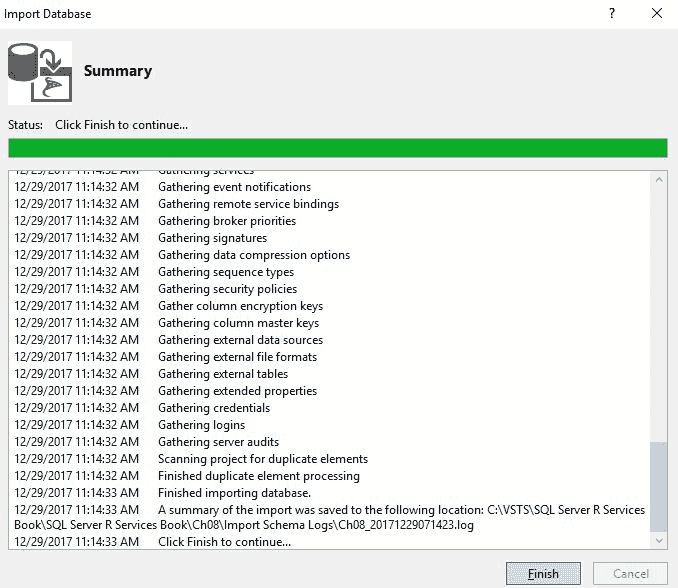 Import Database
?
Summary
Status: Click Finish to continue...
12/29/2017 11:14:32 AM Gathering services
12/29/2017 11:14:32 AM Gathering event notifications
12/29/2017 11:14:32 AM Gathering remote service bindings
12/29/2017 11:14:32 AM Gathering broker priorities
12/29/2017 11:14:32 AM Gathering signatures
12/29/2017 11:14:32 AM Gathering data compression options
12/29/2017 11:14:32 AM Gathering sequence types
12/29/2017 11:14:32 AM Gathering security policies
12/29/2017 11:14:32 AM Gather column encryption keys
12/29/2017 11:14:32 AM Gathering column master keys
12/29/2017 11:14:32 AM Gathering external data sources
12/29/2017 11:14:32 AM Gathering external file formats
12/29/2017 11:14:32 AM Gathering external tables
12/29/2017 11:14:32 AM Gathering extended properties
12/29/2017 11:14:32 AM Gathering credentials
12/29/2017 11:14:32 AM Gathering logins
12/29/2017 11:14:32 AM Gathering server audits
12/29/2017 11:14:32 AM Scanning project for duplicate elements
12/29/2017 11:14:32 AM Finished duplicate element processing
12/29/2017 11:14:33 AM Finished importing database.
12/29/2017 11:14:33 AM A summary of the import was saved to the following location: C:\VSTS\SQL Server R Services
Book\SQL Server R Services Book\Ch08\Import Schema Logs\Ch08_20171229071423.log
12/29/2017 11:14:33 AM Click Finish to continue...
Finish Cancel